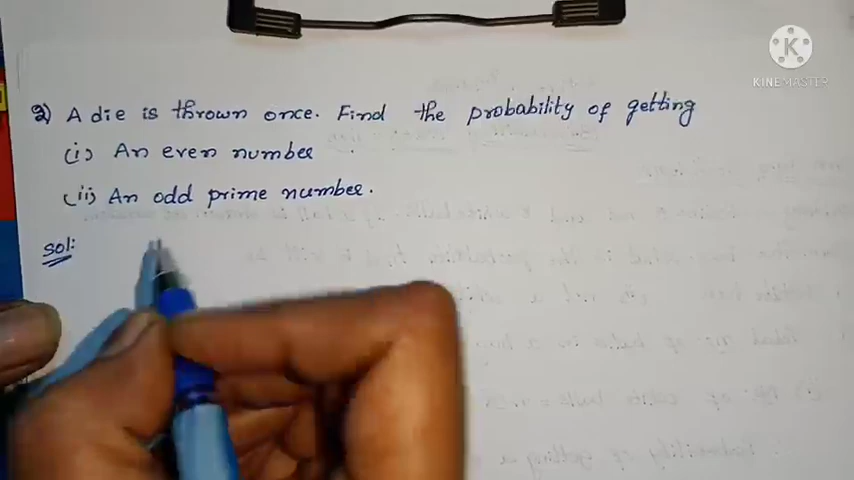 KINEMASTER
2) A die is thrown once. Find the probability of getting
(i) An even number
(ii) An odd prime number.
Sol: